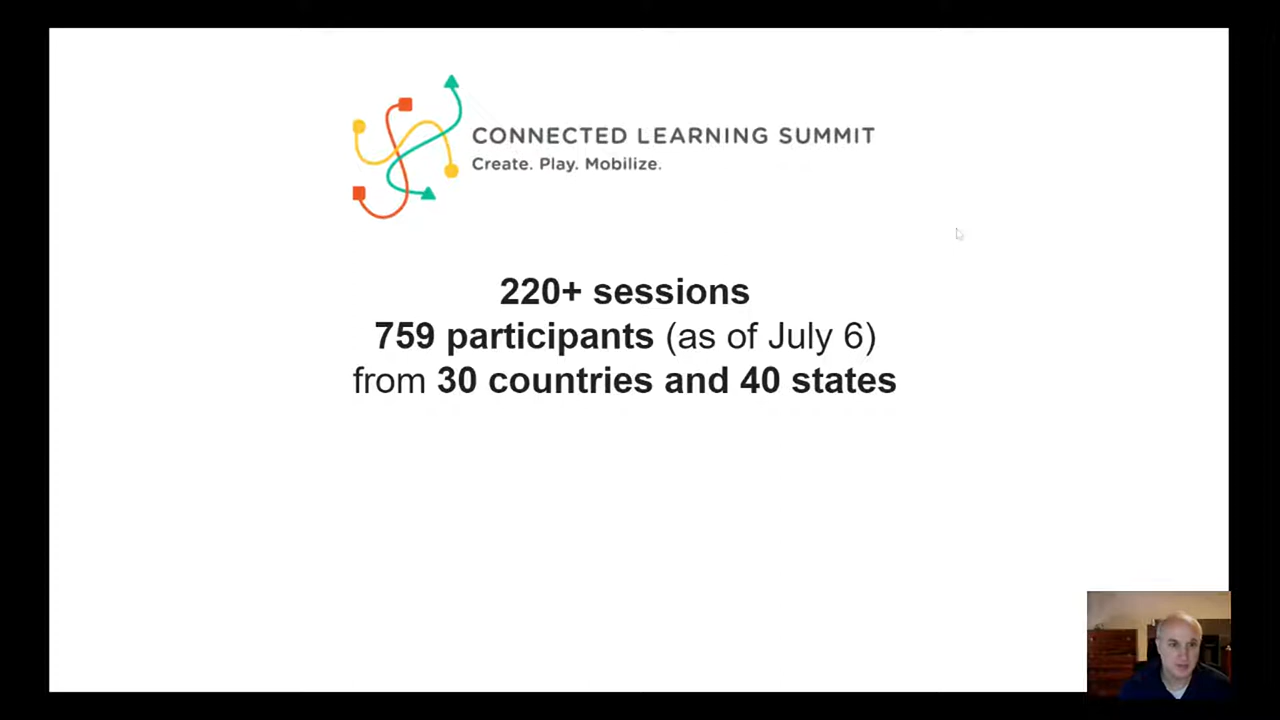 CONNECTED LEARNING SUMMIT
Create. Play. Mobilize.
220+ sessions
759 participants (as of July 6)
from 30 countries and 40 states